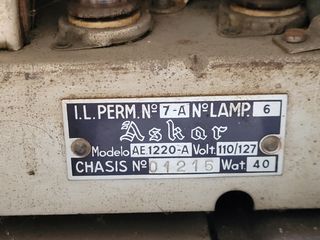 I.L. PERM. Nº 7-A Nº LAMP. 6
Askar
Modelo AE 1220-A Volt. 110/127
CHASIS Nº 01215 Wat. 40